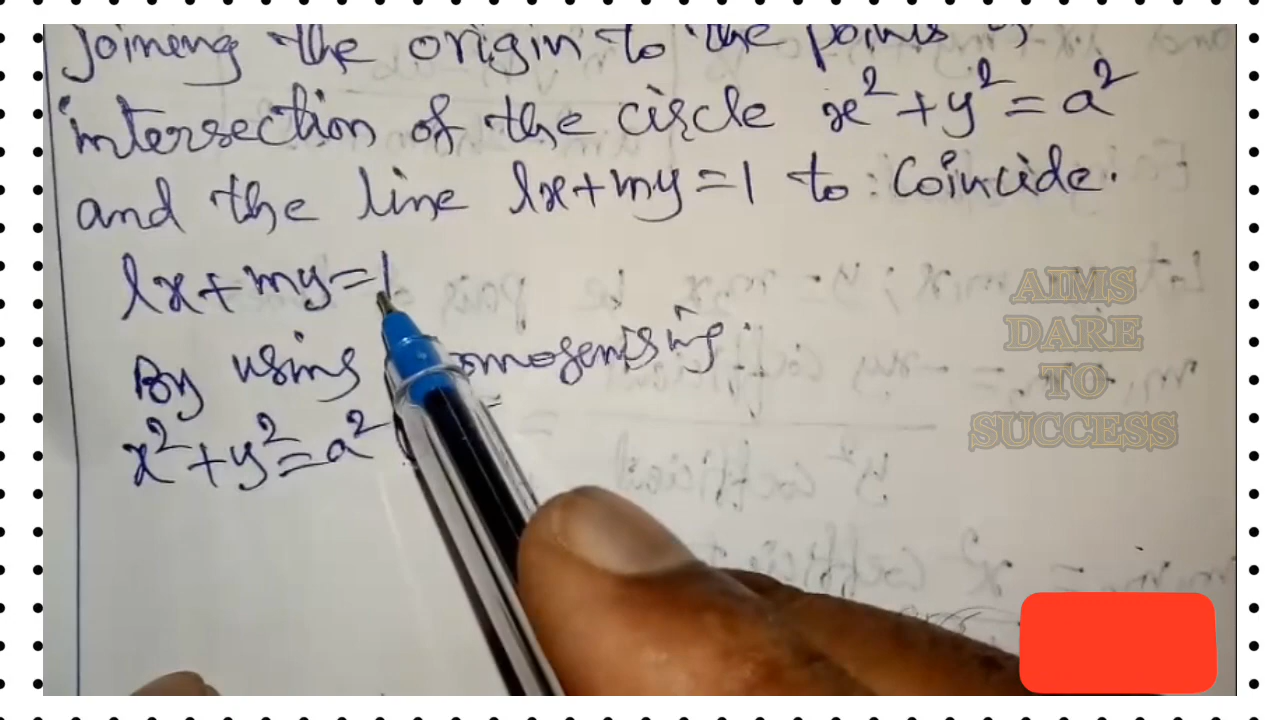 joining the origin to the points of
intersection of the circle x²+y²=a²
and the line lx+my=1 to coincide.
lx+my=1
By using
x²+y²=a²
AIMS
DARE
TO
SUCCESS